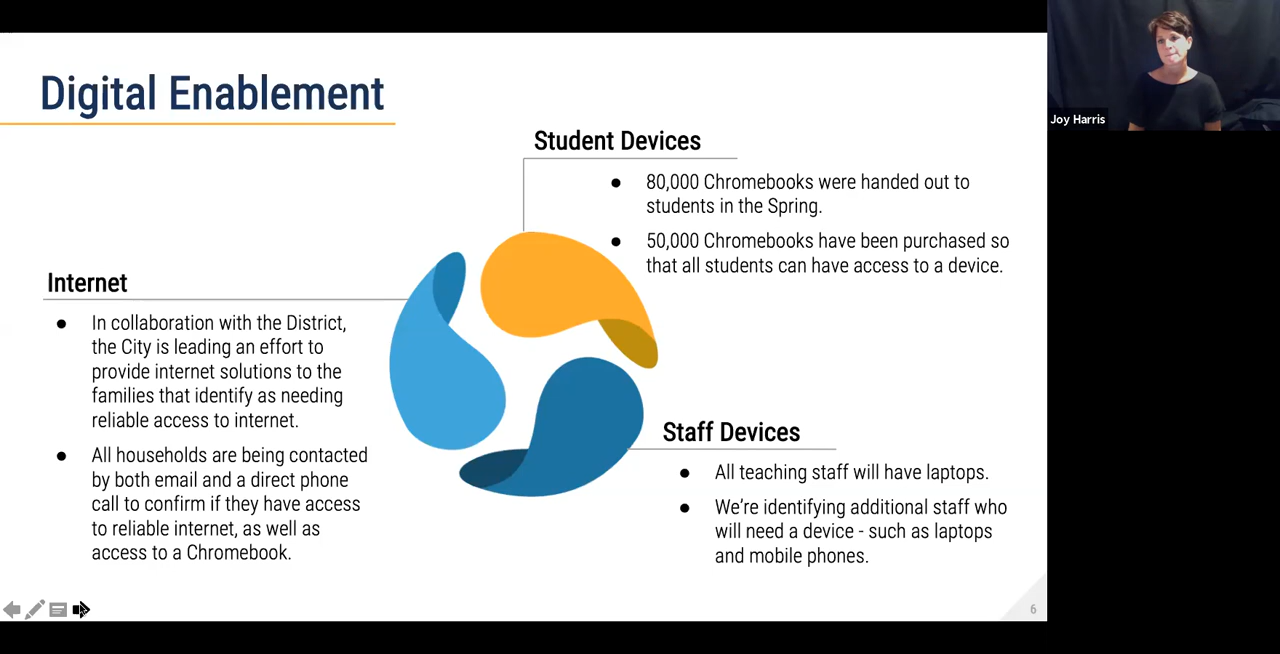 Digital Enablement
Joy Harris
Student Devices
● 80,000 Chromebooks were handed out to
students in the Spring.
● 50,000 Chromebooks have been purchased so
that all students can have access to a device.
Internet
● In collaboration with the District,
the City is leading an effort to
provide internet solutions to the
families that identify as needing
reliable access to internet.
● All households are being contacted
by both email and a direct phone
call to confirm if they have access
to reliable internet, as well as
access to a Chromebook.
Staff Devices
● All teaching staff will have laptops.
● We're identifying additional staff who
will need a device - such as laptops
and mobile phones.
6